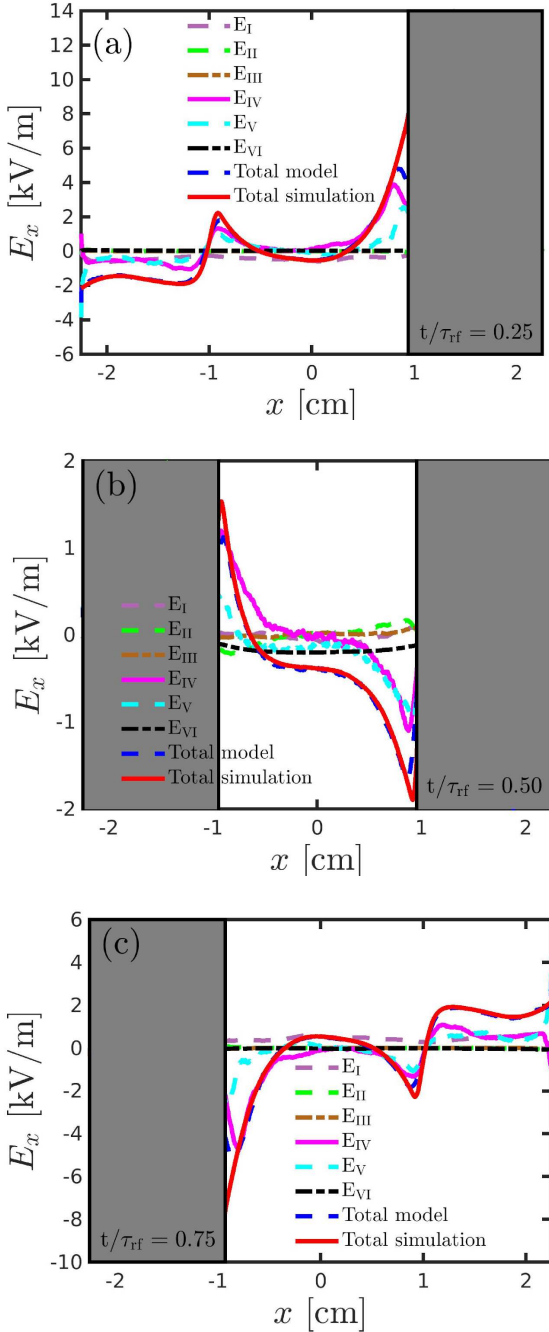 14
12
10
8
6
4
2
0
-2
-4
-6
(a)
E_I
E_II
E_III
E_IV
E_V
E_VI
Total model
Total simulation
E_x [kV/m]
t/τ_rf = 0.25
-2 -1 0 1 2
x [cm]
2
1
0
-1
-2
(b)
E_I
E_II
E_III
E_IV
E_V
E_VI
Total model
Total simulation
E_x [kV/m]
t/τ_rf = 0.50
-2 -1 0 1 2
x [cm]
6
4
2
0
-2
-4
-6
-8
-10
(c)
E_I
E_II
E_III
E_IV
E_V
E_VI
Total model
Total simulation
E_x [kV/m]
t/τ_rf = 0.75
-2 -1 0 1 2
x [cm]